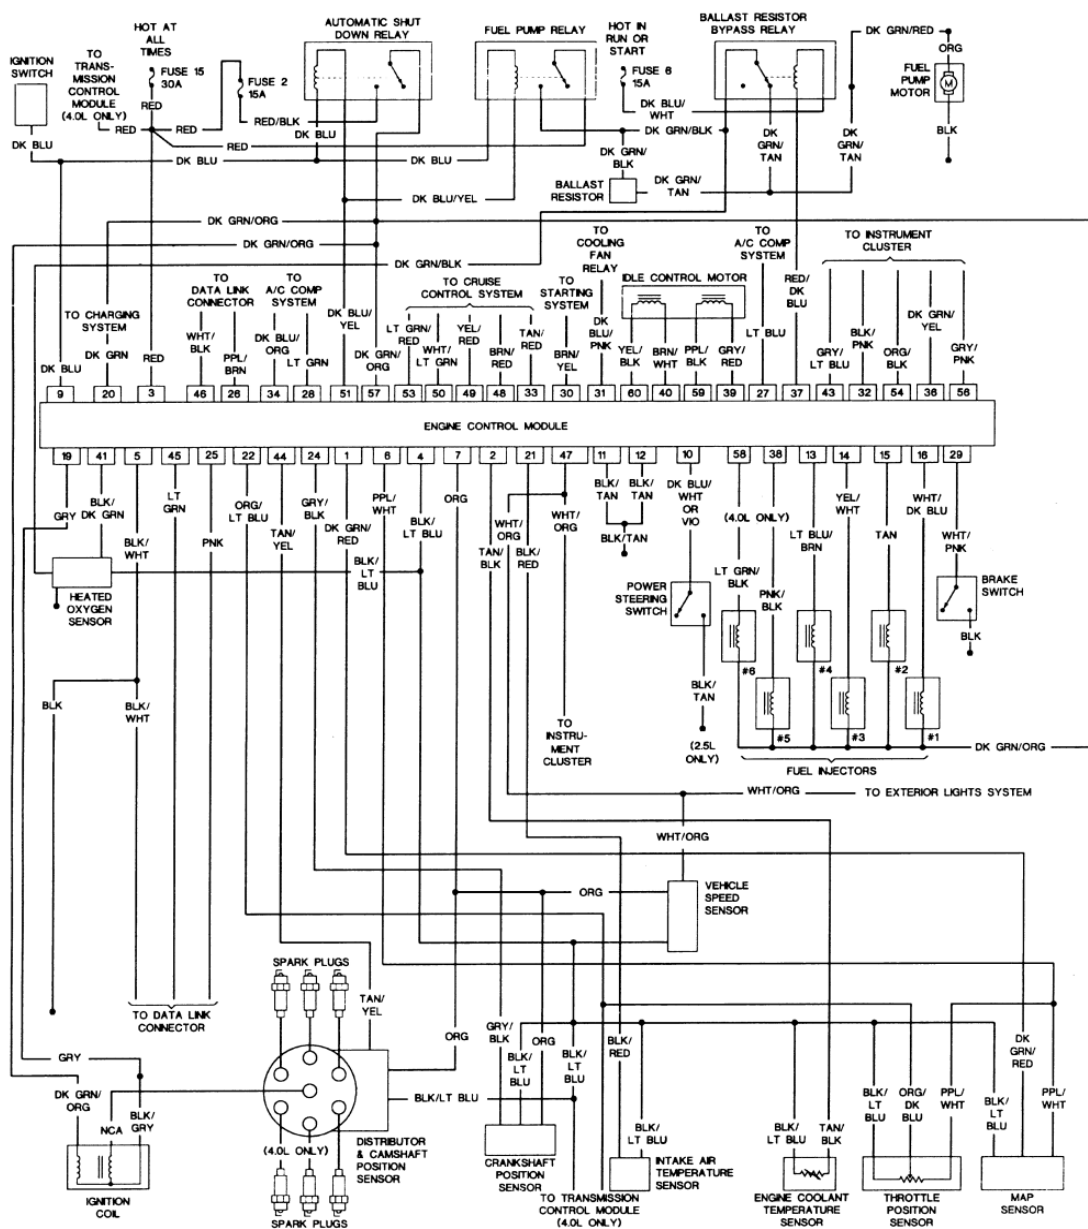 HOT AT
ALL
TIMES
AUTOMATIC SHUT
DOWN RELAY
FUEL PUMP RELAY
HOT IN
RUN OR
START
BALLAST RESISTOR
BYPASS RELAY
DK GRN/RED
IGNITION
SWITCH
TO
TRANS-
MISSION
CONTROL
MODULE
(4.0L ONLY)
FUSE 15
30A
FUSE 2
15A
FUSE 6
15A
ORG
FUEL
PUMP
MOTOR
M
RED
RED
RED
RED/BLK
DK BLU
DK BLU/
WHT
DK GRN/BLK
DK
GRN/
TAN
DK
GRN/
TAN
BLK
DK BLU
RED
DK BLU
DK BLU
DK GRN/
BLK
BALLAST
RESISTOR
DK GRN/
TAN
DK BLU/YEL
DK GRN/ORG
DK GRN/ORG
DK GRN/BLK
TO
COOLING
FAN
RELAY
TO
A/C COMP
SYSTEM
TO INSTRUMENT
CLUSTER
TO CHARGING
SYSTEM
TO
DATA LINK
CONNECTOR
TO
A/C COMP
SYSTEM
TO CRUISE
CONTROL SYSTEM
TO
STARTING
SYSTEM
IDLE CONTROL MOTOR
DK BLU
DK GRN
RED
WHT/
BLK
PPL/
BRN
DK BLU/
ORG
LT GRN
DK BLU/
YEL
DK GRN/
ORG
LT GRN/
RED
WHT/
LT GRN
YEL/
RED
BRN/
RED
TAN/
RED
BRN/
YEL
DK
BLU/
PNK
YEL/
BLK
BRN/
WHT
PPL/
BLK
GRY/
RED
LT BLU
RED/
DK
BLU
GRY/
LT BLU
BLK/
PNK
ORG/
BLK
DK GRN/
YEL
GRY/
PNK
9 20 3 46 26 34 28 51 57 53 50 49 48 33 30 31 60 40 59 39 27 37 43 32 54 36 56
ENGINE CONTROL MODULE
19 41 5 45 25 22 44 24 1 6 4 7 2 21 47 11 12 10 58 38 13 14 15 16 29
GRY
BLK/
DK GRN
BLK/
WHT
LT
GRN
PNK
ORG/
LT BLU
TAN/
YEL
GRY/
BLK
DK GRN/
RED
PPL/
WHT
BLK/
LT BLU
ORG
TAN/
BLK
WHT/
ORG
BLK/
RED
WHT/
ORG
BLK/
TAN
BLK/
TAN
BLK/TAN
DK BLU/
WHT
OR
VIO
(4.0L ONLY)
LT GRN/
BLK
PNK/
BLK
LT BLU/
BRN
YEL/
WHT
TAN
WHT/
DK BLU
WHT/
PNK
BLK/
LT
BLU
HEATED
OXYGEN
SENSOR
POWER
STEERING
SWITCH
BRAKE
SWITCH
BLK
#6
#4
#2
#5
#3
#1
BLK
BLK/
WHT
BLK/
TAN
(2.5L
ONLY)
TO
INSTRU-
MENT
CLUSTER
DK GRN/ORG
FUEL INJECTORS
WHT/ORG
TO EXTERIOR LIGHTS SYSTEM
WHT/ORG
ORG
VEHICLE
SPEED
SENSOR
SPARK PLUGS
TAN/
YEL
TO DATA LINK
CONNECTOR
ORG
GRY/
BLK
BLK/
LT
BLU
ORG
BLK/
LT
BLU
BLK/
RED
DK
GRN/
RED
GRY
DK GRN/
ORG
NCA
BLK/
GRY
BLK/LT BLU
(4.0L ONLY)
DISTRIBUTOR
& CAMSHAFT
POSITION
SENSOR
BLK/
LT BLU
BLK/
LT BLU
TAN/
BLK
BLK/
LT
BLU
ORG/
DK
BLU
PPL/
WHT
BLK/
LT
BLU
PPL/
WHT
IGNITION
COIL
SPARK PLUGS
CRANKSHAFT
POSITION
SENSOR
INTAKE AIR
TEMPERATURE
SENSOR
TO TRANSMISSION
CONTROL MODULE
(4.0L ONLY)
ENGINE COOLANT
TEMPERATURE
SENSOR
THROTTLE
POSITION
SENSOR
MAP
SENSOR